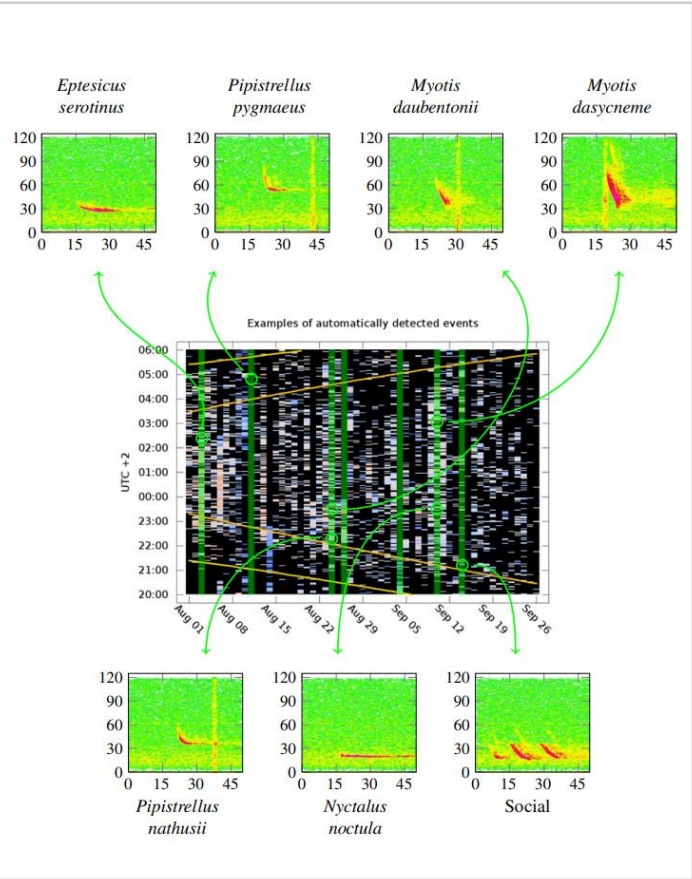 Eptesicus
serotinus
Pipistrellus
pygmaeus
Myotis
daubentonii
Myotis
dasycneme
120
90
60
30
0
0 15 30 45
120
90
60
30
0
0 15 30 45
120
90
60
30
0
0 15 30 45
120
90
60
30
0
0 15 30 45
Examples of automatically detected events
UTC +2
06:00
05:00
04:00
03:00
02:00
01:00
00:00
23:00
22:00
21:00
20:00
Aug 01
Aug 08
Aug 15
Aug 22
Aug 29
Sep 05
Sep 12
Sep 19
Sep 26
120
90
60
30
0
0 15 30 45
120
90
60
30
0
0 15 30 45
120
90
60
30
0
0 15 30 45
Pipistrellus
nathusii
Nyctalus
noctula
Social